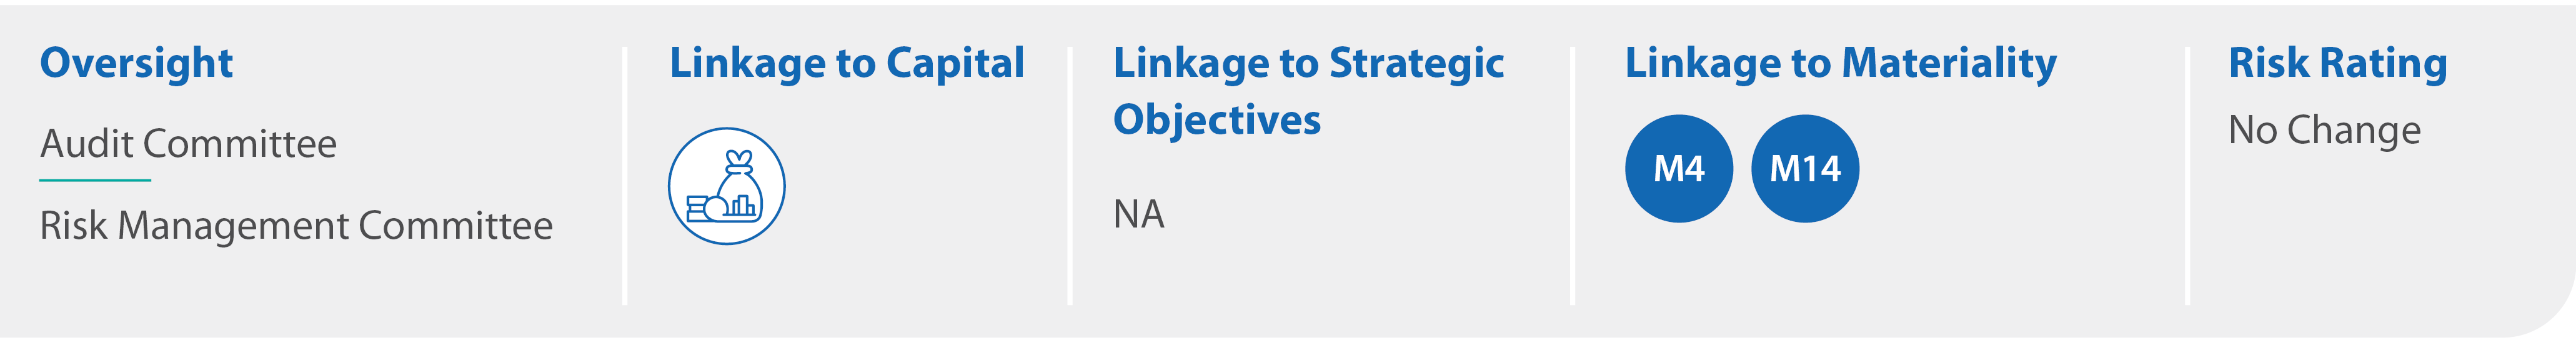 Oversight
Audit Committee
Risk Management Committee
Linkage to Capital
Linkage to Strategic
Objectives
NA
Linkage to Materiality
M4 M14
Risk Rating
No Change